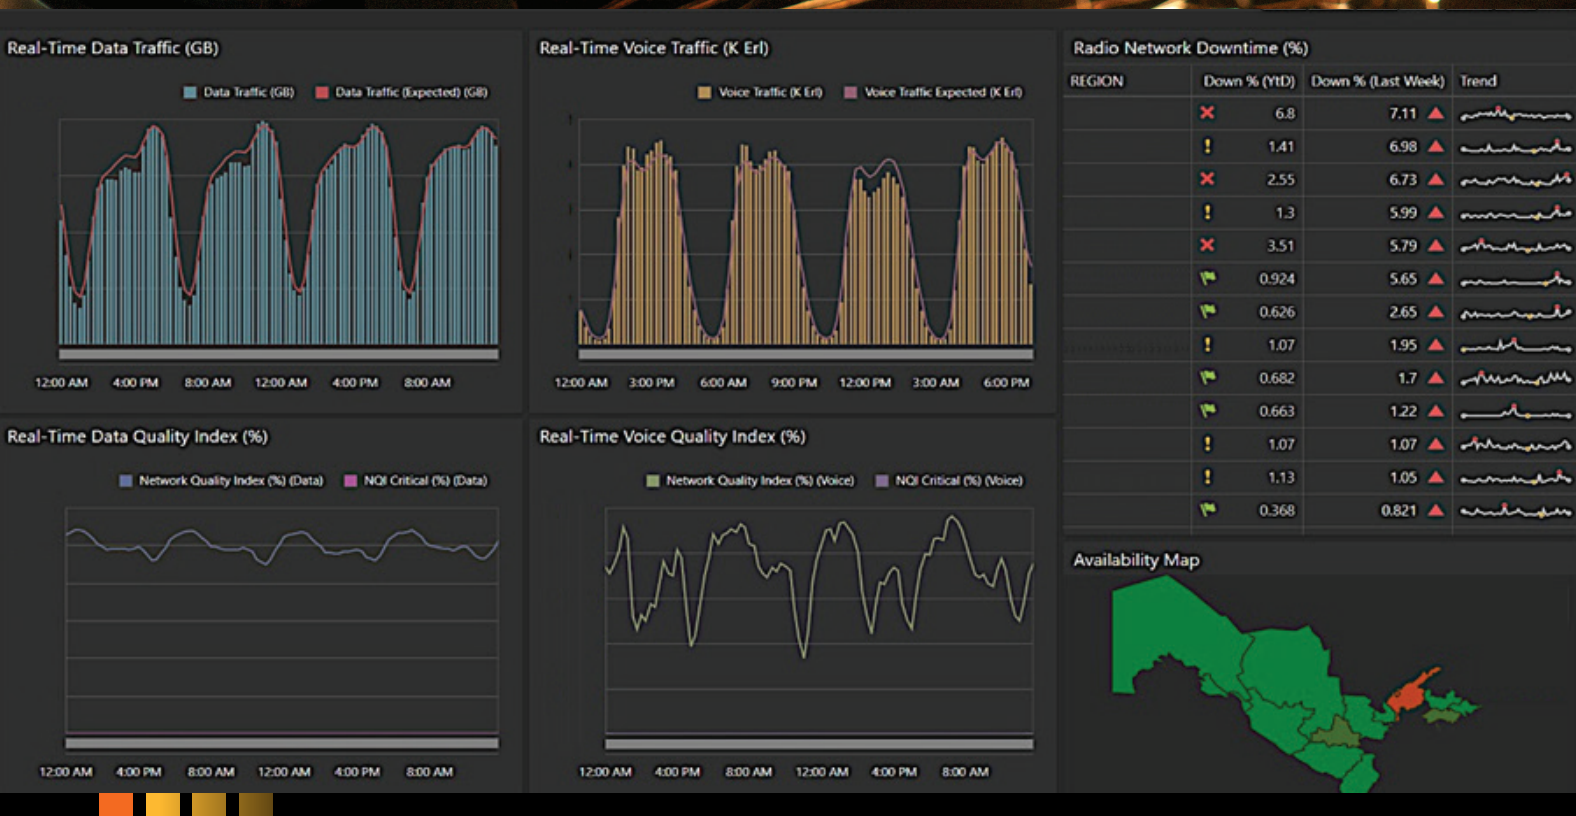 Real-Time Data Traffic (GB)
Data Traffic (GB) Data Traffic (Expected) (GB)
12:00 AM 4:00 PM 8:00 AM 12:00 AM 4:00 PM 8:00 AM
Real-Time Voice Traffic (K Erl)
Voice Traffic (K Erl) Voice Traffic Expected (K Erl)
12:00 AM 3:00 PM 6:00 AM 9:00 PM 12:00 PM 3:00 AM 6:00 PM
Radio Network Downtime (%)
REGION Down % (YtD) Down % (Last Week) Trend
6.8 7.11
1.41 6.98
2.55 6.73
1.3 5.99
3.51 5.79
0.924 5.65
0.626 2.65
1.07 1.95
0.682 1.7
0.663 1.22
1.07 1.07
1.13 1.05
0.368 0.821
Real-Time Data Quality Index (%)
Network Quality Index (%) (Data) NQI Critical (%) (Data)
12:00 AM 4:00 PM 8:00 AM 12:00 AM 4:00 PM 8:00 AM
Real-Time Voice Quality Index (%)
Network Quality Index (%) (Voice) NQI Critical (%) (Voice)
12:00 AM 4:00 PM 8:00 AM 12:00 AM 4:00 PM 8:00 AM
Availability Map